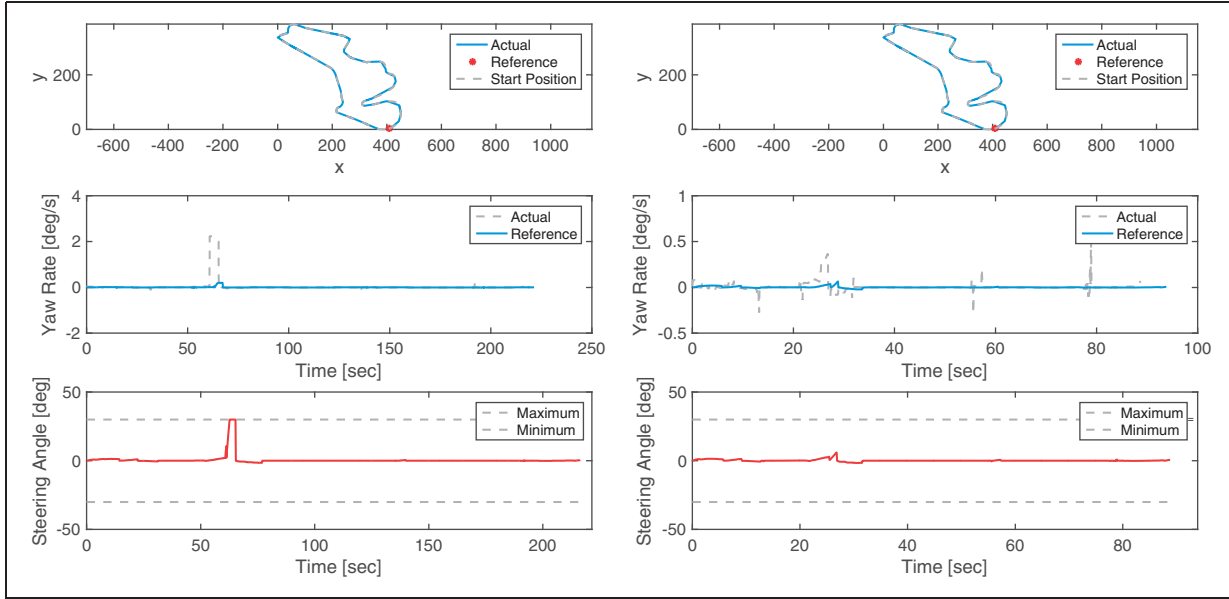 y
200
0
-600
-400
-200
0
200
400
600
800
1000
x
Actual
Reference
Start Position
y
200
0
-600
-400
-200
0
200
400
600
800
1000
x
Actual
Reference
Start Position
Yaw Rate [deg/s]
4
2
0
-2
0
50
100
150
200
250
Time [sec]
Actual
Reference
Yaw Rate [deg/s]
1
0.5
0
-0.5
0
20
40
60
80
100
Time [sec]
Actual
Reference
Steering Angle [deg]
50
0
-50
0
50
100
150
200
Time [sec]
Maximum
Minimum
Steering Angle [deg]
50
0
-50
0
20
40
60
80
Time [sec]
Maximum
Minimum